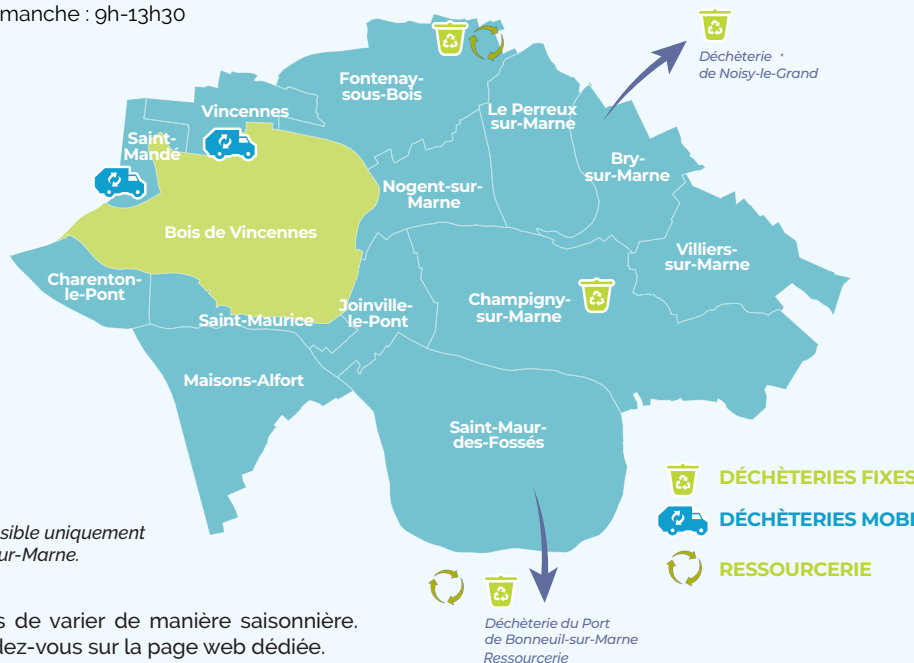 manche : 9h-13h30
Déchèterie *
de Noisy-le-Grand
Fontenay-
sous-Bois
Vincennes
Le Perreux
sur-Marne
Saint-
Mandé
Bry-
sur-Marne
Nogent-sur-
Marne
Bois de Vincennes
Villiers-
sur-Marne
Charenton-
le-Pont
Joinville-
le-Pont
Champigny-
sur-Marne
Saint-Maurice
Maisons-Alfort
Saint-Maur-
des-Fossés
DÉCHÈTERIES FIXES
DÉCHÈTERIES MOBI
RESSOURCERIE
sible uniquement
ur-Marne.
s de varier de manière saisonnière.
dez-vous sur la page web dédiée.
Déchèterie du Port
de Bonneuil-sur-Marne
Ressourcerie